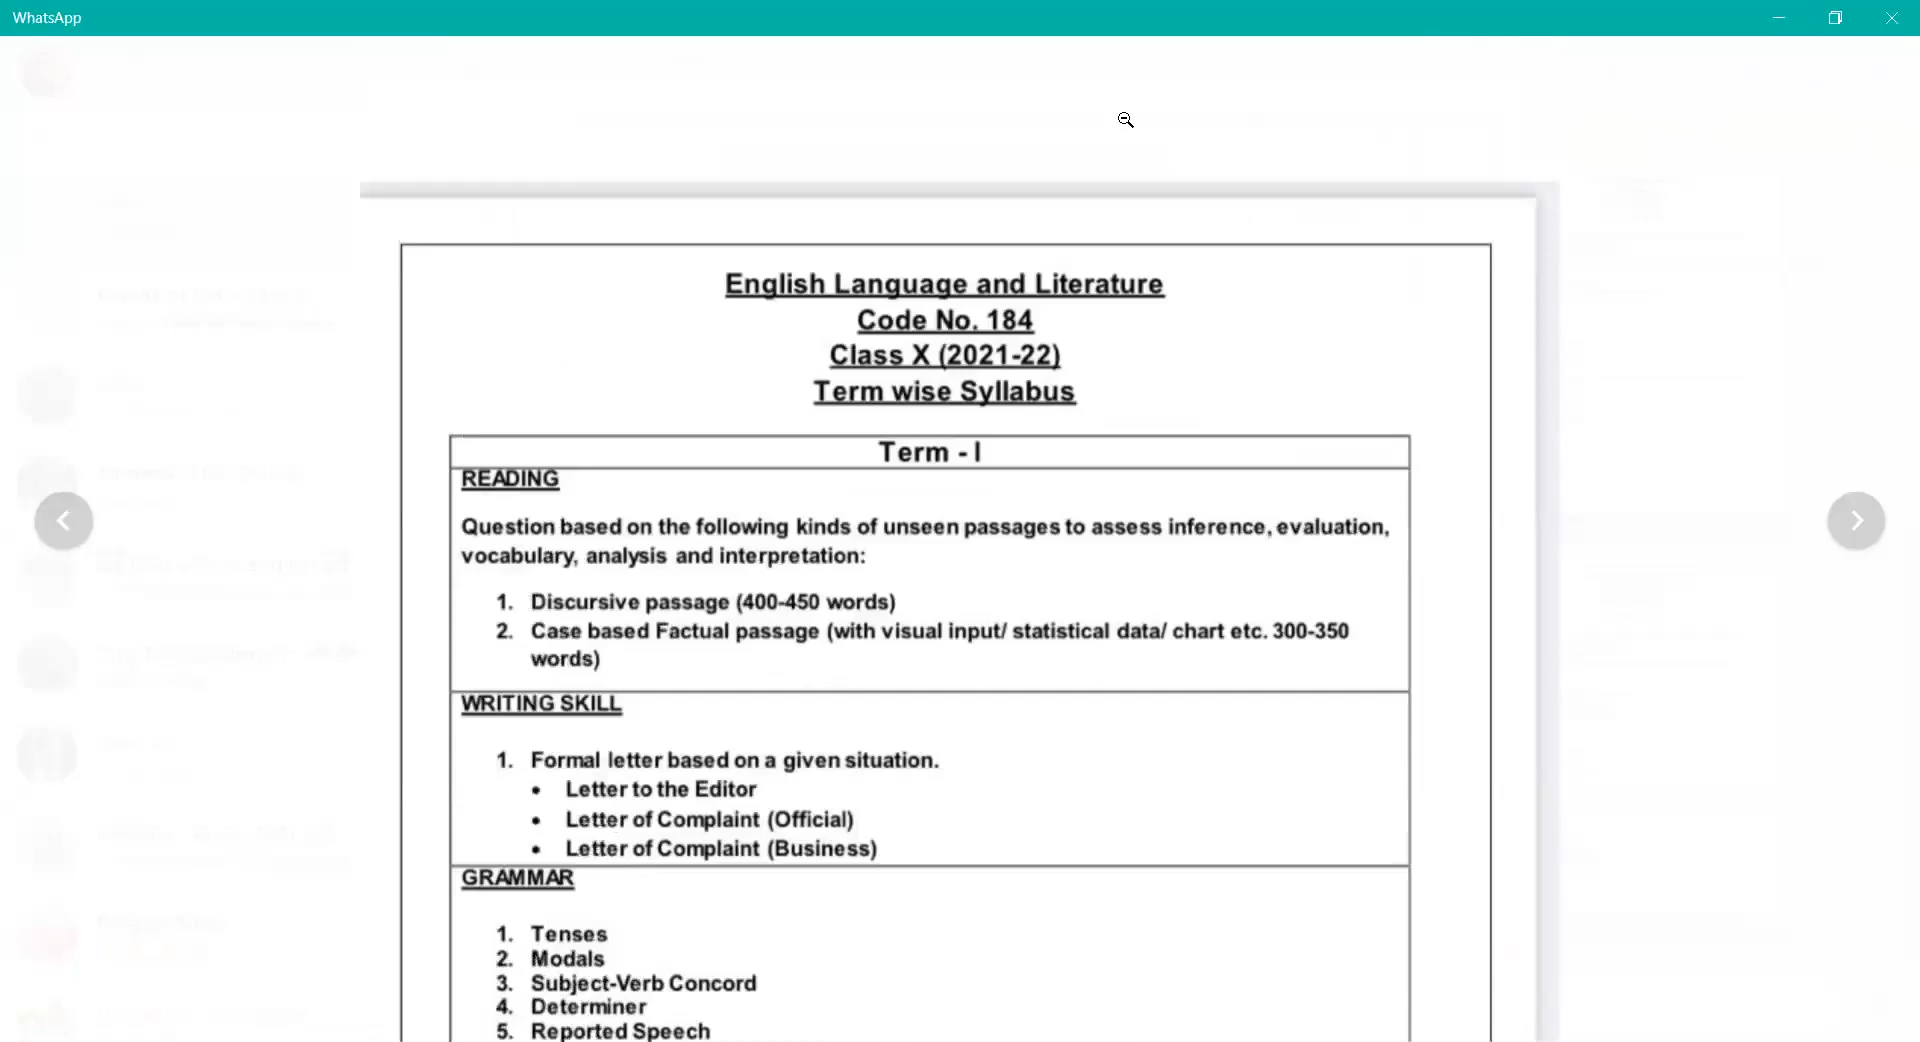 WhatsApp
English Language and Literature
Code No. 184
Class X (2021-22)
Term wise Syllabus
Term - I
READING
Question based on the following kinds of unseen passages to assess inference, evaluation,
vocabulary, analysis and interpretation:
1. Discursive passage (400-450 words)
2. Case based Factual passage (with visual input/ statistical data/ chart etc. 300-350
words)
WRITING SKILL
1. Formal letter based on a given situation.
• Letter to the Editor
• Letter of Complaint (Official)
• Letter of Complaint (Business)
GRAMMAR
1. Tenses
2. Modals
3. Subject-Verb Concord
4. Determiner
5. Reported Speech